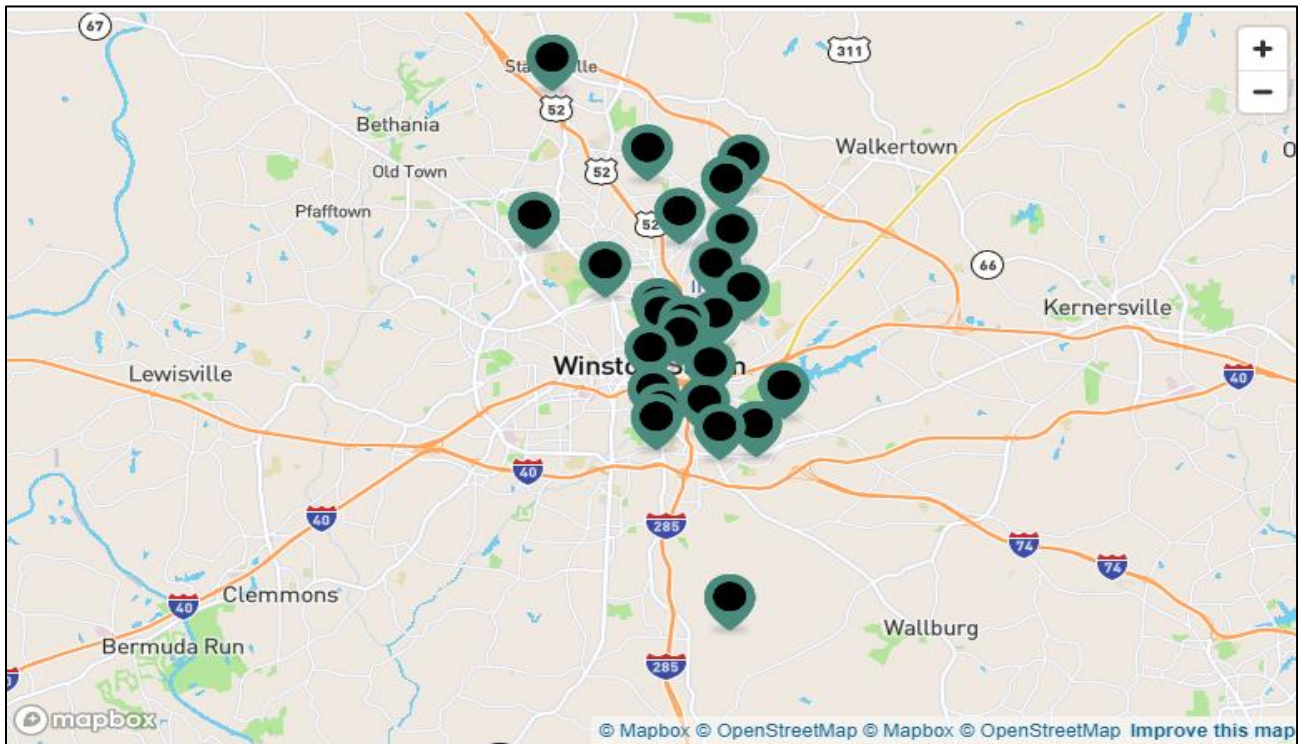 67
311
52
Bethania
Walkertown
Old Town
52
Pfafftown
52
66
Kernersville
Lewisville
40
40
40
285
74
74
Clemmons
40
Wallburg
Bermuda Run
285
mapbox
© Mapbox © OpenStreetMap © Mapbox © OpenStreetMap Improve this map